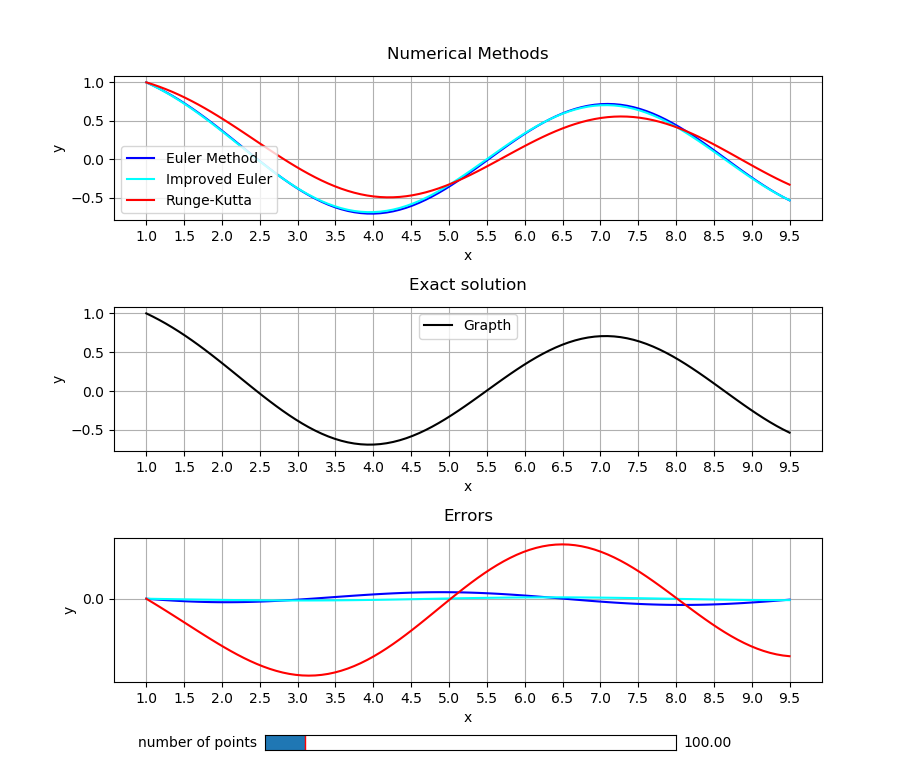 Numerical Methods
1.0
0.5
0.0
−0.5
y
Euler Method
Improved Euler
Runge-Kutta
1.0 1.5 2.0 2.5 3.0 3.5 4.0 4.5 5.0 5.5 6.0 6.5 7.0 7.5 8.0 8.5 9.0 9.5
x
Exact solution
1.0
0.5
0.0
−0.5
y
Grapth
1.0 1.5 2.0 2.5 3.0 3.5 4.0 4.5 5.0 5.5 6.0 6.5 7.0 7.5 8.0 8.5 9.0 9.5
x
Errors
0.0
y
1.0 1.5 2.0 2.5 3.0 3.5 4.0 4.5 5.0 5.5 6.0 6.5 7.0 7.5 8.0 8.5 9.0 9.5
x
number of points 100.00